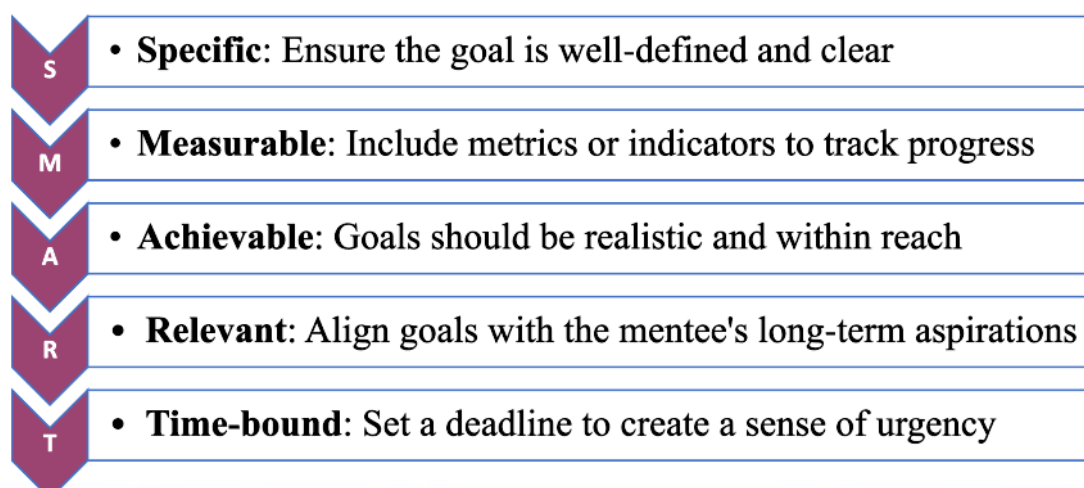 S
• Specific: Ensure the goal is well-defined and clear
M
• Measurable: Include metrics or indicators to track progress
A
• Achievable: Goals should be realistic and within reach
R
• Relevant: Align goals with the mentee's long-term aspirations
T
• Time-bound: Set a deadline to create a sense of urgency